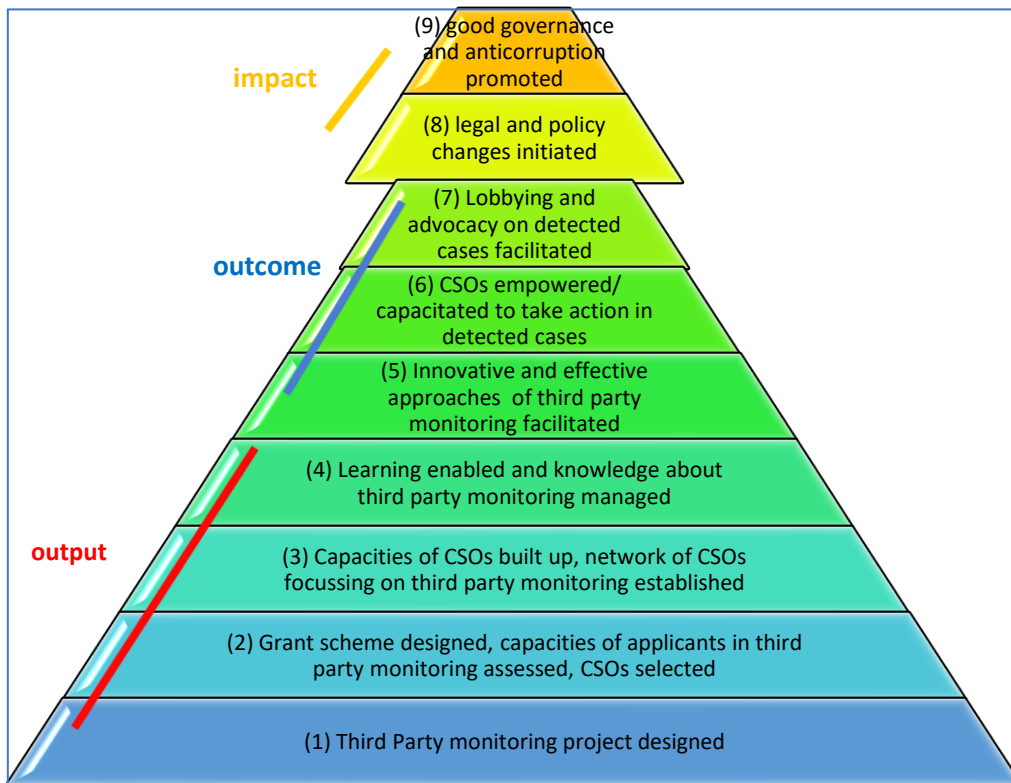 (9) good governance
and anticorruption
promoted
impact
(8) legal and policy
changes initiated
(7) Lobbying and
advocacy on detected
cases facilitated
outcome
(6) CSOs empowered/
capacitated to take action in
detected cases
(5) Innovative and effective
approaches of third party
monitoring facilitated
(4) Learning enabled and knowledge about
third party monitoring managed
output
(3) Capacities of CSOs built up, network of CSOs
focussing on third party monitoring established
(2) Grant scheme designed, capacities of applicants in third
party monitoring assessed, CSOs selected
(1) Third Party monitoring project designed